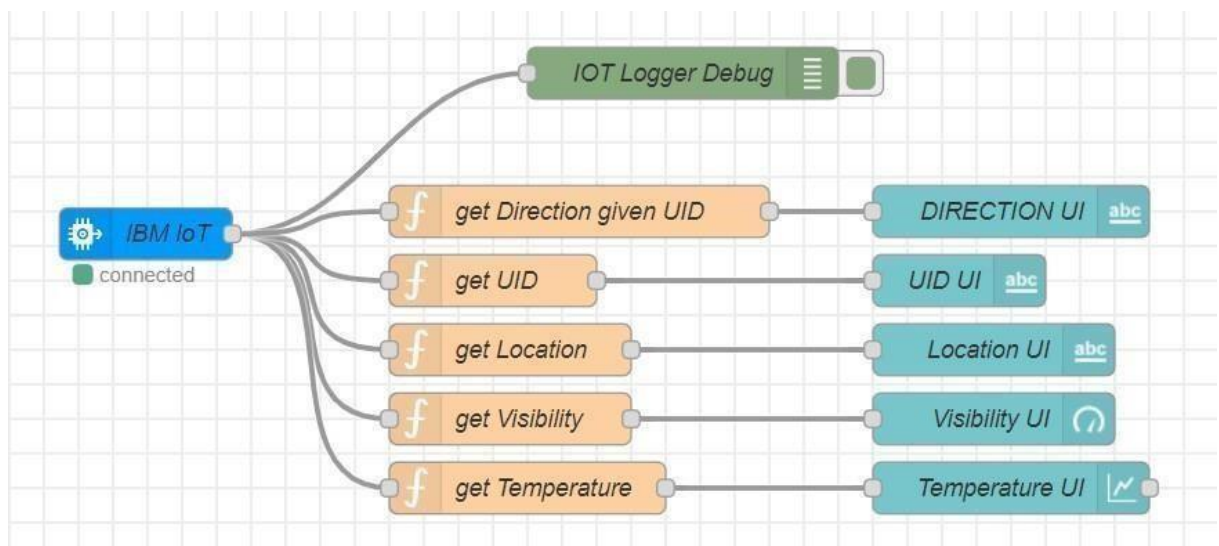 IOT Logger Debug
get Direction given UID
DIRECTION UI
abc
IBM IoT
connected
get UID
UID UI
abc
get Location
Location UI
abc
get Visibility
Visibility UI
get Temperature
Temperature UI